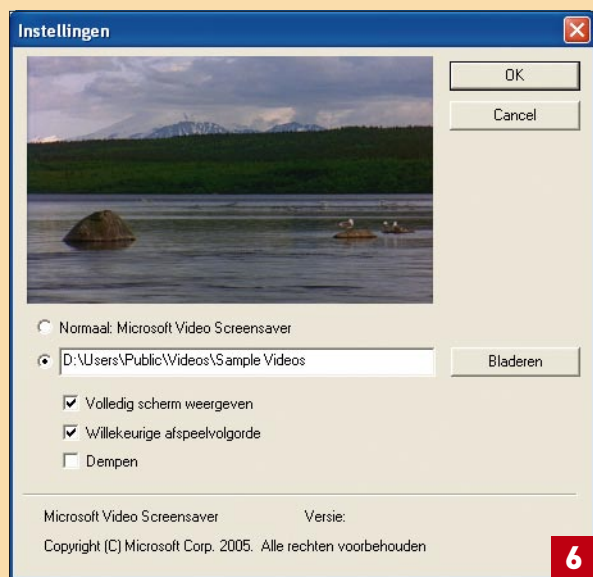 Instellingen
OK
Cancel
Normaal: Microsoft Video Screensaver
D:\Users\Public\Videos\Sample Videos
Bladeren
Volledig scherm weergeven
Willekeurige afspeelvolgorde
Dempen
Microsoft Video Screensaver Versie:
Copyright (C) Microsoft Corp. 2005. Alle rechten voorbehouden
6